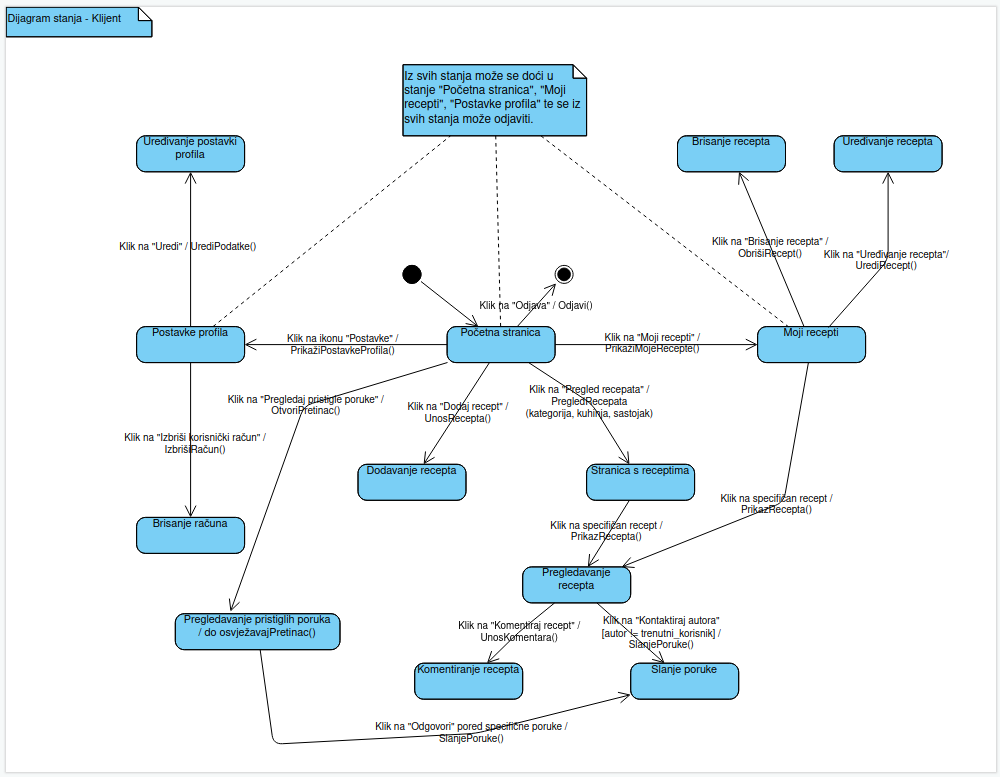 Dijagram stanja - Klijent
Iz svih stanja može se doći u
stanje "Početna stranica", "Moji
recepti", "Postavke profila" te se iz
svih stanja može odjaviti.
Uređivanje postavki
profila
Brisanje recepta
Uređivanje recepta
Klik na "Uredi" / UrediPodatke()
Klik na "Brisanje recepta" /
ObrišiRecept()
Klik na "Uređivanje recepta"/
UrediRecept()
Klik na "Odjava" / Odjavi()
Postavke profila
Početna stranica
Moji recepti
Klik na ikonu "Postavke" /
PrikažiPostavkeProfila()
Klik na "Moji recepti" /
PrikažiMojeRecepte()
Klik na "Pregledaj pristigle poruke" /
OtvoriPretinac()
Klik na "Dodaj recept" /
UnosRecepta()
Klik na "Pregled recepata" /
PregledRecepata
(kategorija, kuhinja, sastojak)
Klik na "Izbriši korisnički račun" /
IzbrišiRačun()
Dodavanje recepta
Stranica s receptima
Klik na specifičan recept /
PrikazRecepta()
Brisanje računa
Klik na specifičan recept /
PrikazRecepta()
Pregledavanje
recepta
Pregledavanje pristiglih poruka
/ do osvježavajPretinac()
Klik na "Komentiraj recept" /
UnosKomentara()
Klik na "Kontaktiraj autora"
[autor != trenutni_korisnik] /
SlanjePoruke()
Komentiranje recepta
Slanje poruke
Klik na "Odgovori" pored specifične poruke /
SlanjePoruke()